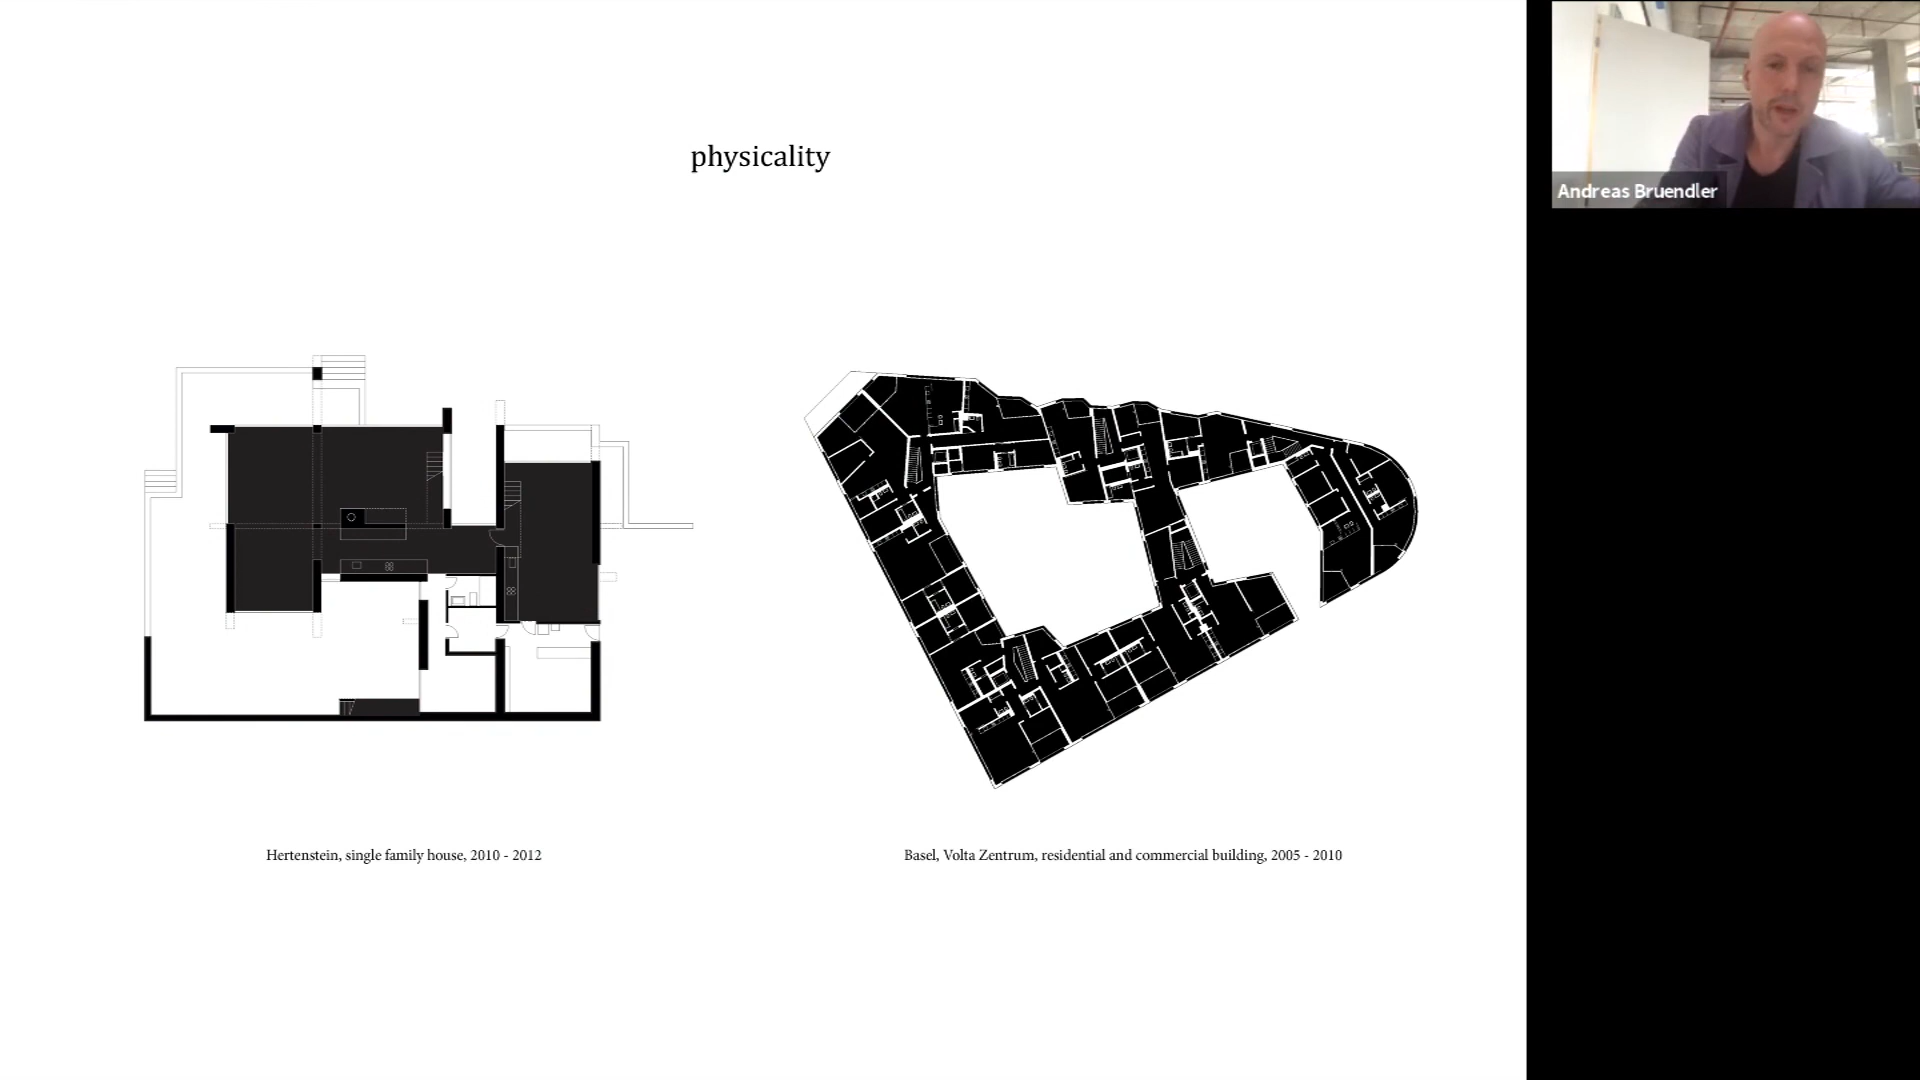 physicality
Andreas Bruendler
Hertenstein, single family house, 2010 - 2012
Basel, Volta Zentrum, residential and commercial building, 2005 - 2010